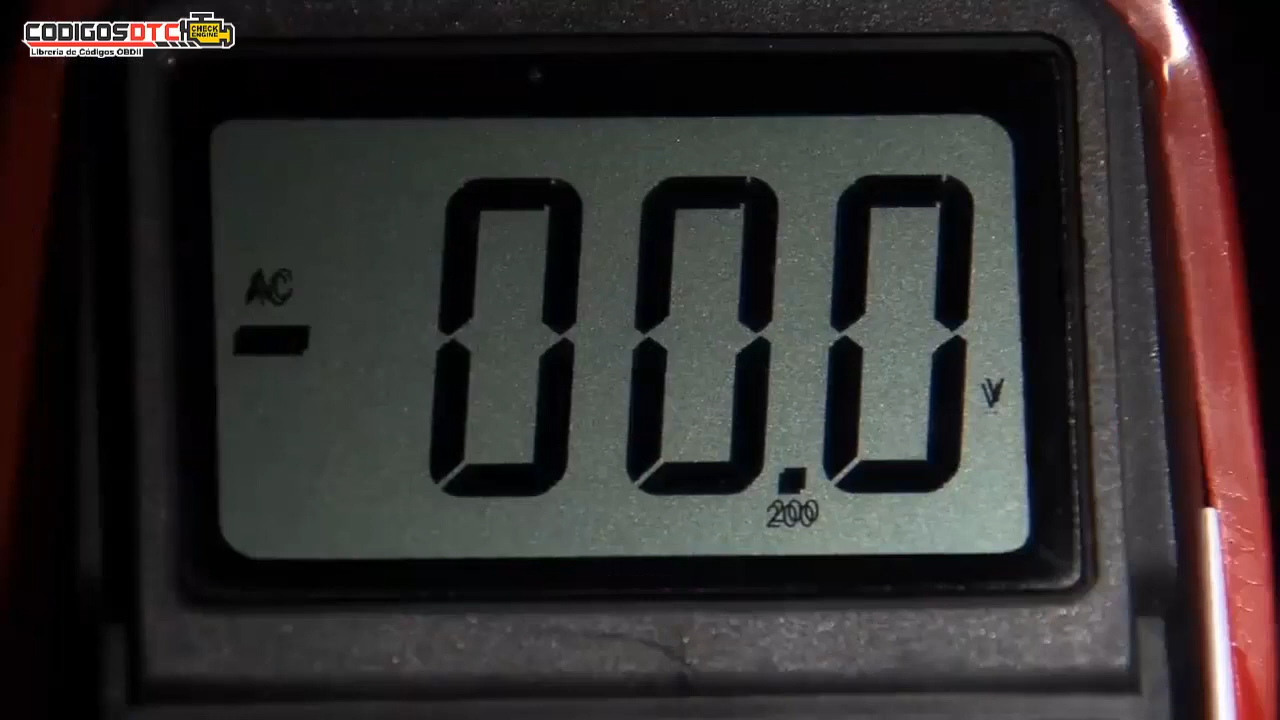 CODIGOSDTC
CHECK
ENGINE
Librería de Códigos OBDII
AC
-00.0
V
200